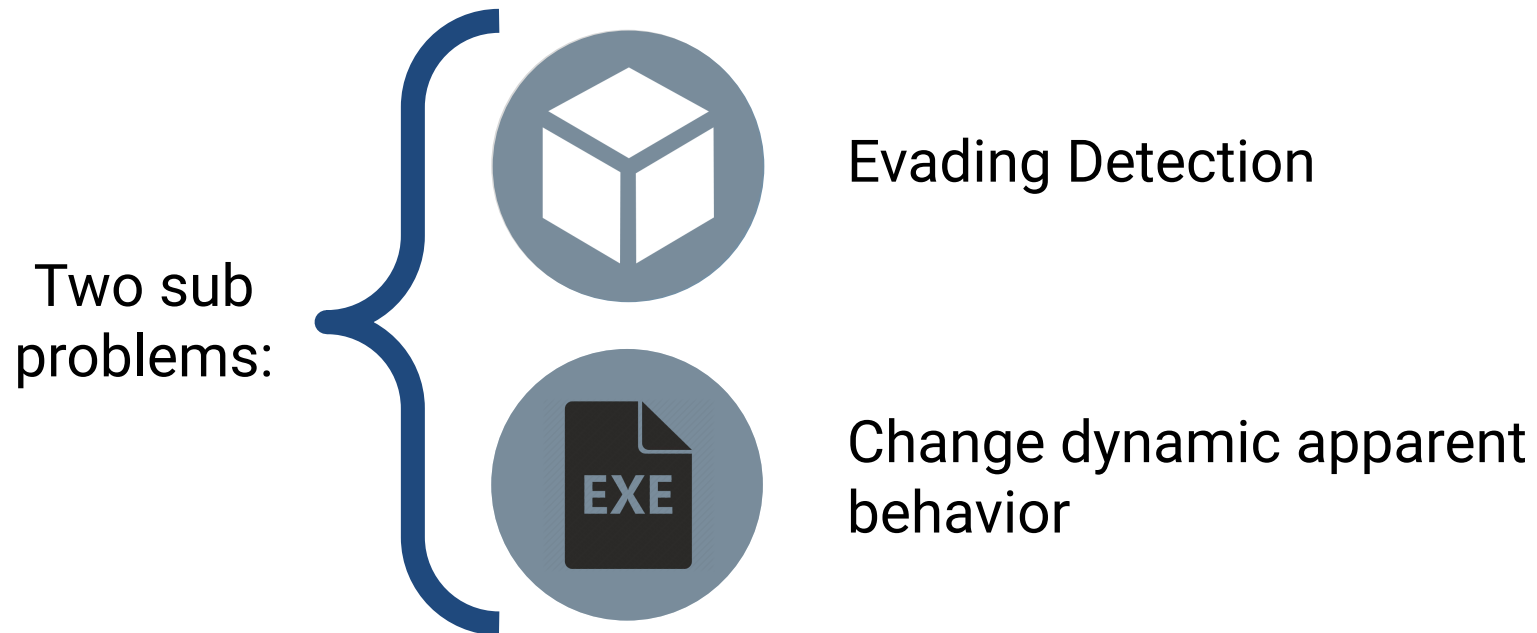 Evading Detection
Two sub
problems:
EXE
Change dynamic apparent
behavior